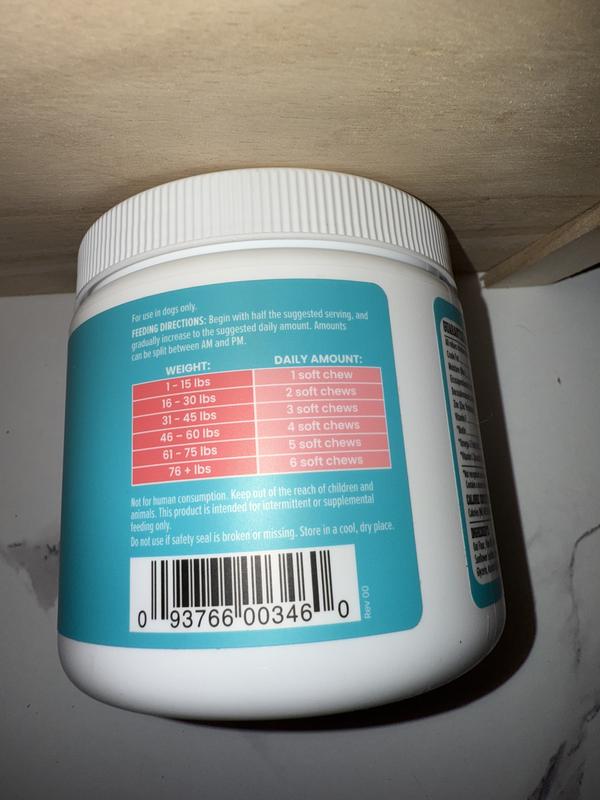 For use in dogs only.
FEEDING DIRECTIONS: Begin with half the suggested serving, and
gradually increase to the suggested daily amount. Amounts
can be split between AM and PM.
WEIGHT: DAILY AMOUNT:
1 – 15 lbs 1 soft chew
16 – 30 lbs 2 soft chews
31 – 45 lbs 3 soft chews
46 – 60 lbs 4 soft chews
61 – 75 lbs 5 soft chews
76 + lbs 6 soft chews
Not for human consumption. Keep out of the reach of children and
animals. This product is intended for intermittent or supplemental
feeding only.
Do not use if safety seal is broken or missing. Store in a cool, dry place.
0 93766 00346 0
Rev 00